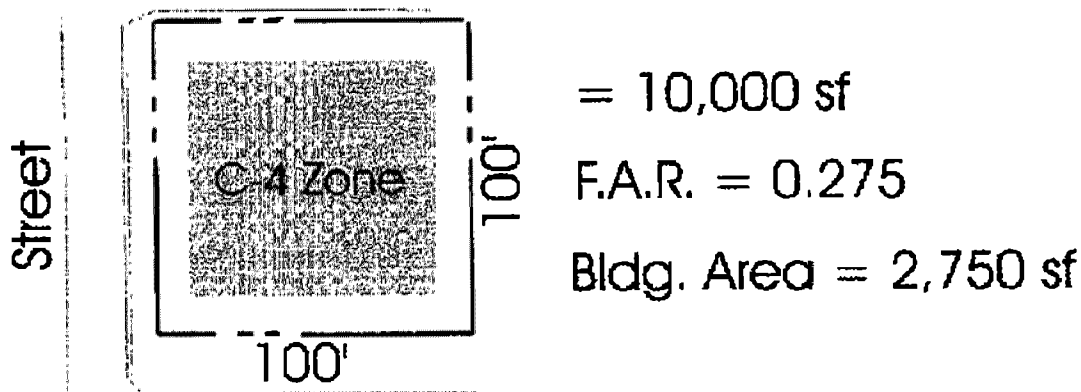 Street
C-4 Zone
100'
100'
= 10,000 sf
F.A.R. = 0.275
Bldg. Area = 2,750 sf